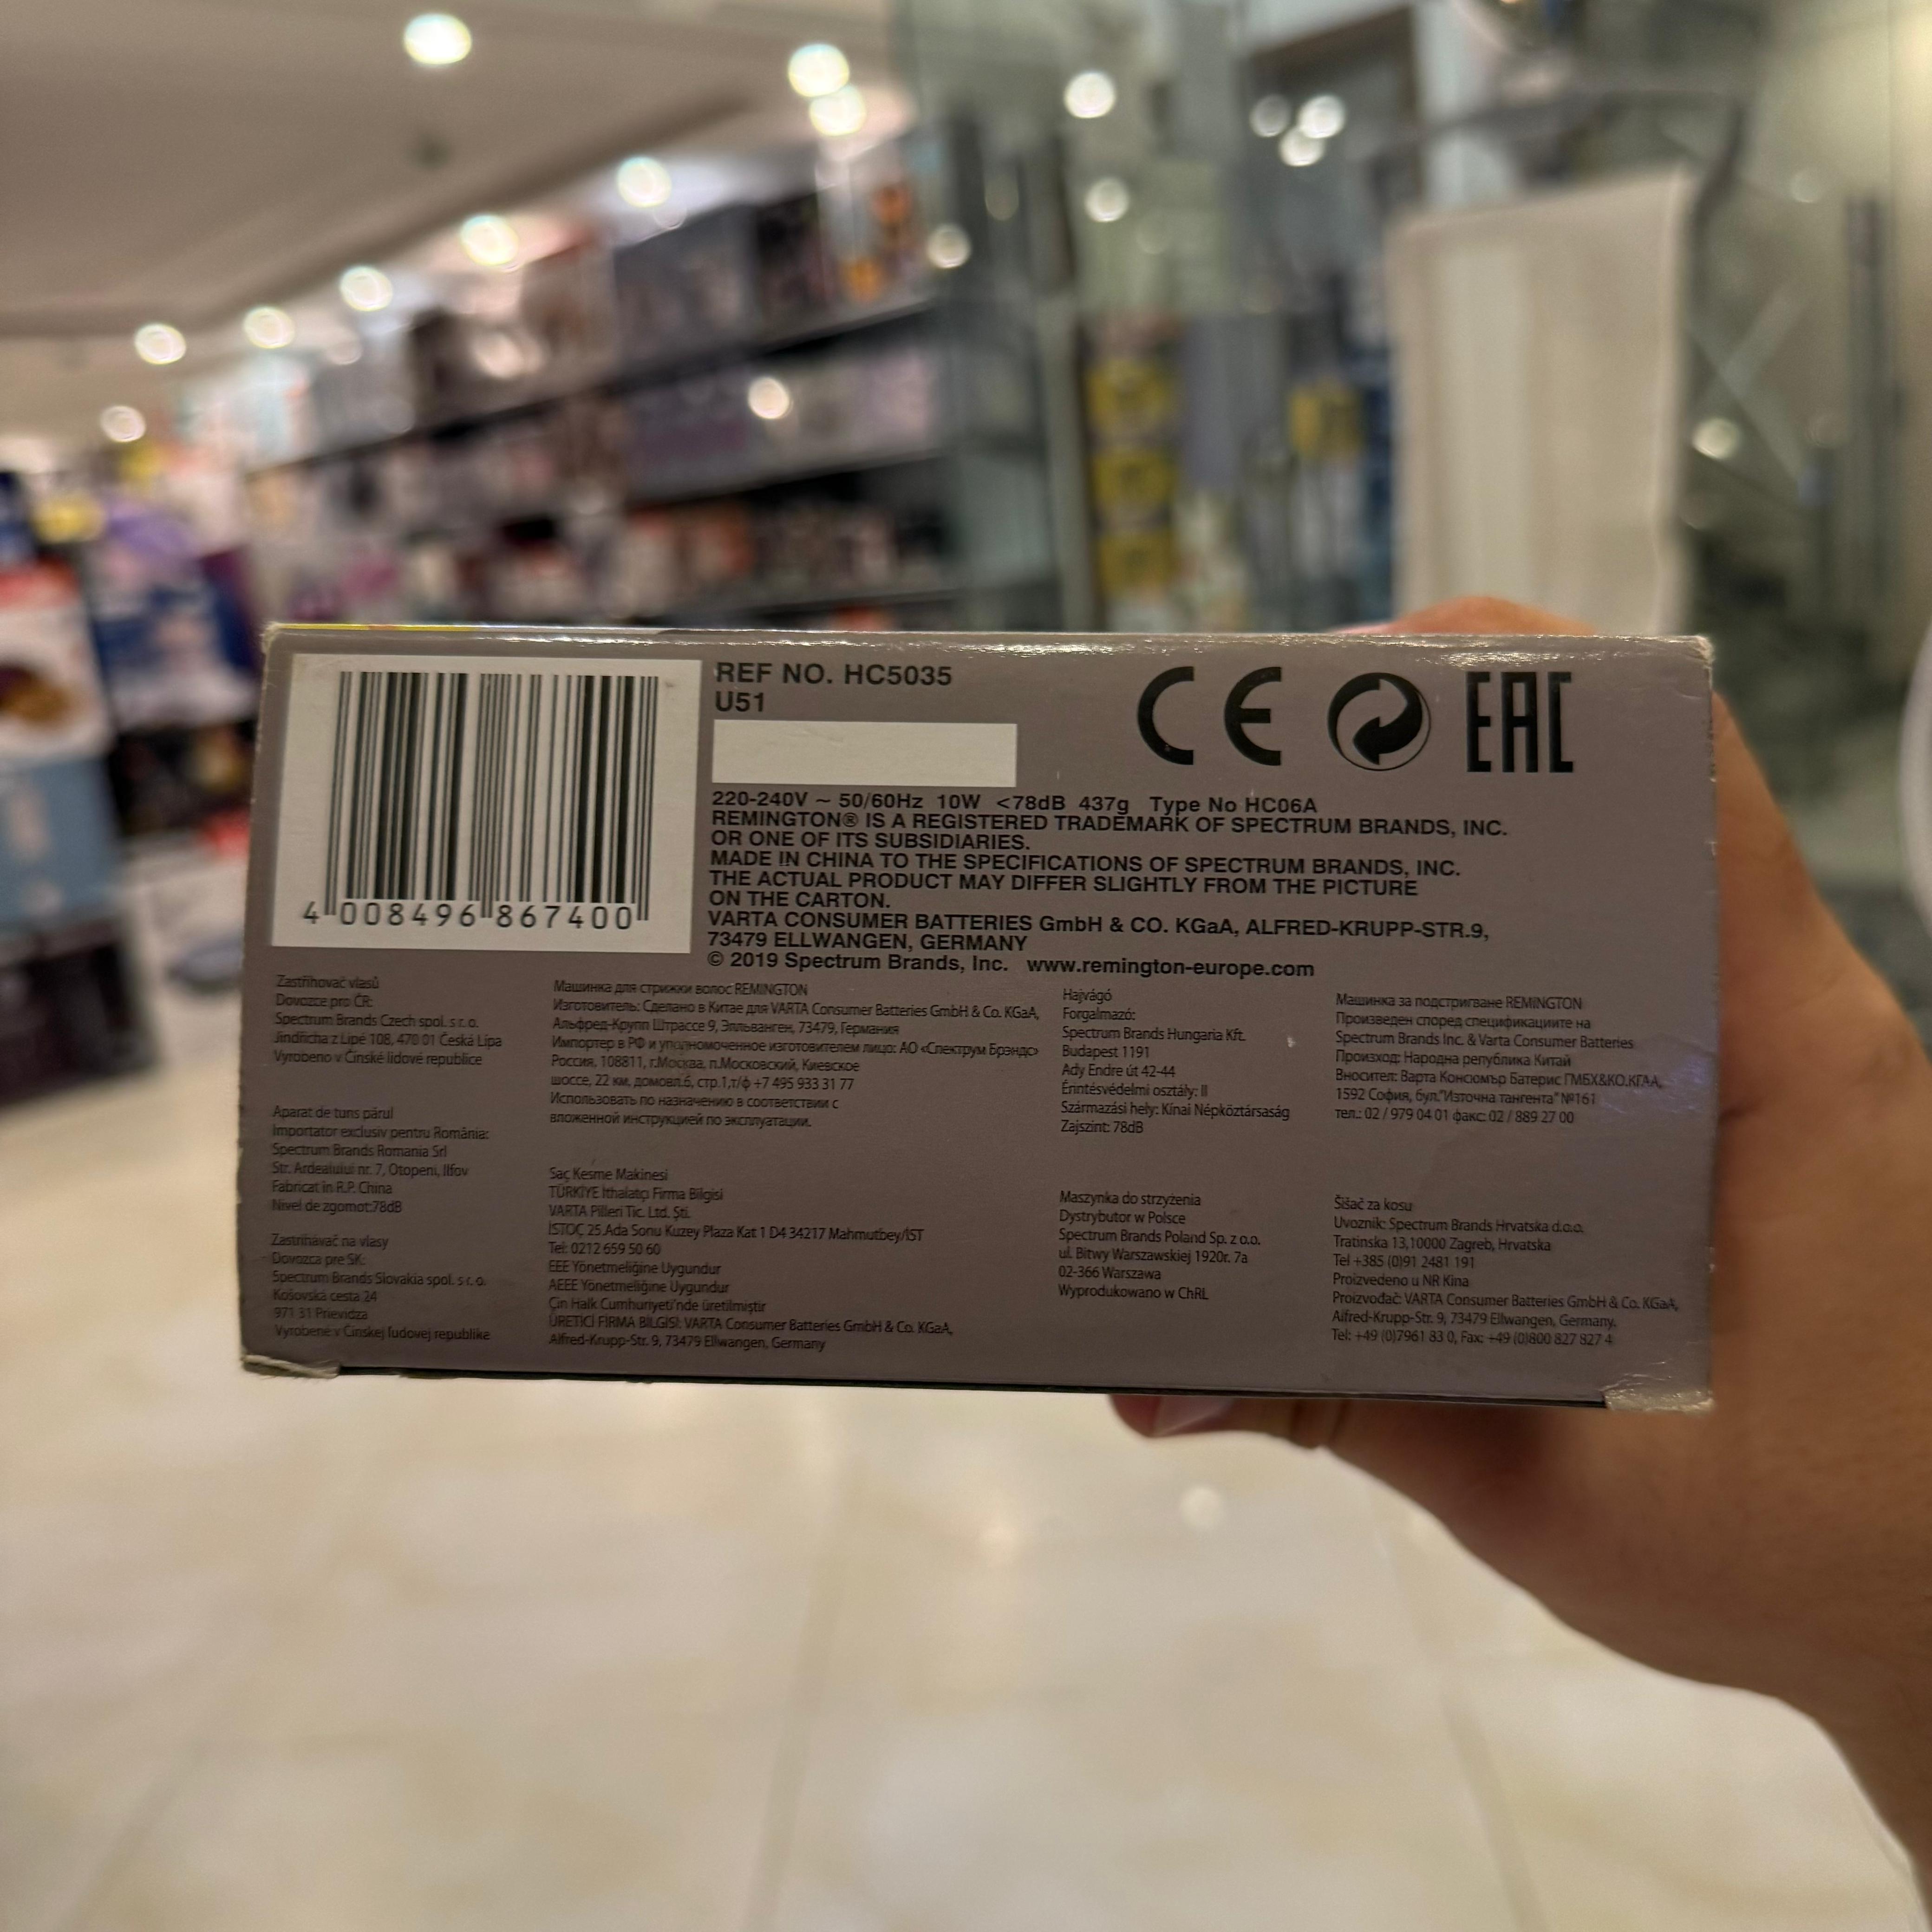 4 008496 867400
REF NO. HC5035
U51
CE
EAC
220-240V ~ 50/60Hz 10W <78dB 437g Type No HC06A
REMINGTON® IS A REGISTERED TRADEMARK OF SPECTRUM BRANDS, INC.
OR ONE OF ITS SUBSIDIARIES.
MADE IN CHINA TO THE SPECIFICATIONS OF SPECTRUM BRANDS, INC.
THE ACTUAL PRODUCT MAY DIFFER SLIGHTLY FROM THE PICTURE
ON THE CARTON.
VARTA CONSUMER BATTERIES GmbH & CO. KGaA, ALFRED-KRUPP-STR.9,
73479 ELLWANGEN, GERMANY
© 2019 Spectrum Brands, Inc. www.remington-europe.com
Zastřihovač vlasů
Dovozce pro ČR:
Spectrum Brands Czech spol. s r. o.
Jindřicha z Lipé 108, 470 01 Česká Lípa
Vyrobeno v Čínské lidové republice
Aparat de tuns părul
Importator exclusiv pentru România:
Spectrum Brands Romania Srl
Str. Ardealului nr. 7, Otopeni, Ilfov
Fabricat în R.P. China
Nivel de zgomot:78dB
Zastrihávač na vlasy
Dovozca pre SK:
Spectrum Brands Slovakia spol. s r. o.
Košovská cesta 24
971 31 Prievidza
Vyrobené v Čínskej ľudovej republike
Машинка для стрижки волос REMINGTON
Изготовитель: Сделано в Китае для VARTA Consumer Batteries GmbH & Co. KGaA,
Альфред-Крупп Штрассе 9, Элльванген, 73479, Германия
Импортер в РФ и уполномоченное изготовителем лицо: АО «Спектрум Брэндс»
Россия, 108811, г.Москва, п.Московский, Киевское
шоссе, 22 км, домовл.6, стр.1,т/ф +7 495 933 31 77
Использовать по назначению в соответствии с
вложенной инструкцией по эксплуатации.
Saç Kesme Makinesi
TÜRKİYE İthalatçı Firma Bilgisi
VARTA Pilleri Tic. Ltd. Şti.
İSTOÇ 25.Ada Sonu Kuzey Plaza Kat 1 D4 34217 Mahmutbey/İST
Tel: 0212 659 50 60
EEE Yönetmeliğine Uygundur
AEEE Yönetmeliğine Uygundur
Çin Halk Cumhuriyeti'nde üretilmiştir
ÜRETİCİ FİRMA BİLGİSİ: VARTA Consumer Batteries GmbH & Co. KGaA,
Alfred-Krupp-Str. 9, 73479 Ellwangen, Germany
Hajvágó
Forgalmazó:
Spectrum Brands Hungaria Kft.
Budapest 1191
Ady Endre út 42-44
Érintésvédelmi osztály: II
Származási hely: Kínai Népköztársaság
Zajszint: 78dB
Maszynka do strzyżenia
Dystrybutor w Polsce
Spectrum Brands Poland Sp. z o.o.
ul. Bitwy Warszawskiej 1920r. 7a
02-366 Warszawa
Wyprodukowano w ChRL
Машинка за подстригване REMINGTON
Произведен според спецификациите на
Spectrum Brands Inc. & Varta Consumer Batteries
Произход: Народна република Китай
Вносител: Варта Консюмър Батерис ГМБХ&КО.КГАА,
1592 София, бул."Източна тангента" №161
тел.: 02 / 979 04 01 факс: 02 / 889 27 00
Šišač za kosu
Uvoznik: Spectrum Brands Hrvatska d.o.o.
Tratinska 13,10000 Zagreb, Hrvatska
Tel +385 (0)91 2481 191
Proizvedeno u NR Kina
Proizvođač: VARTA Consumer Batteries GmbH & Co. KGaA,
Alfred-Krupp-Str. 9, 73479 Ellwangen, Germany.
Tel: +49 (0)7961 83 0, Fax: +49 (0)800 827 827 4